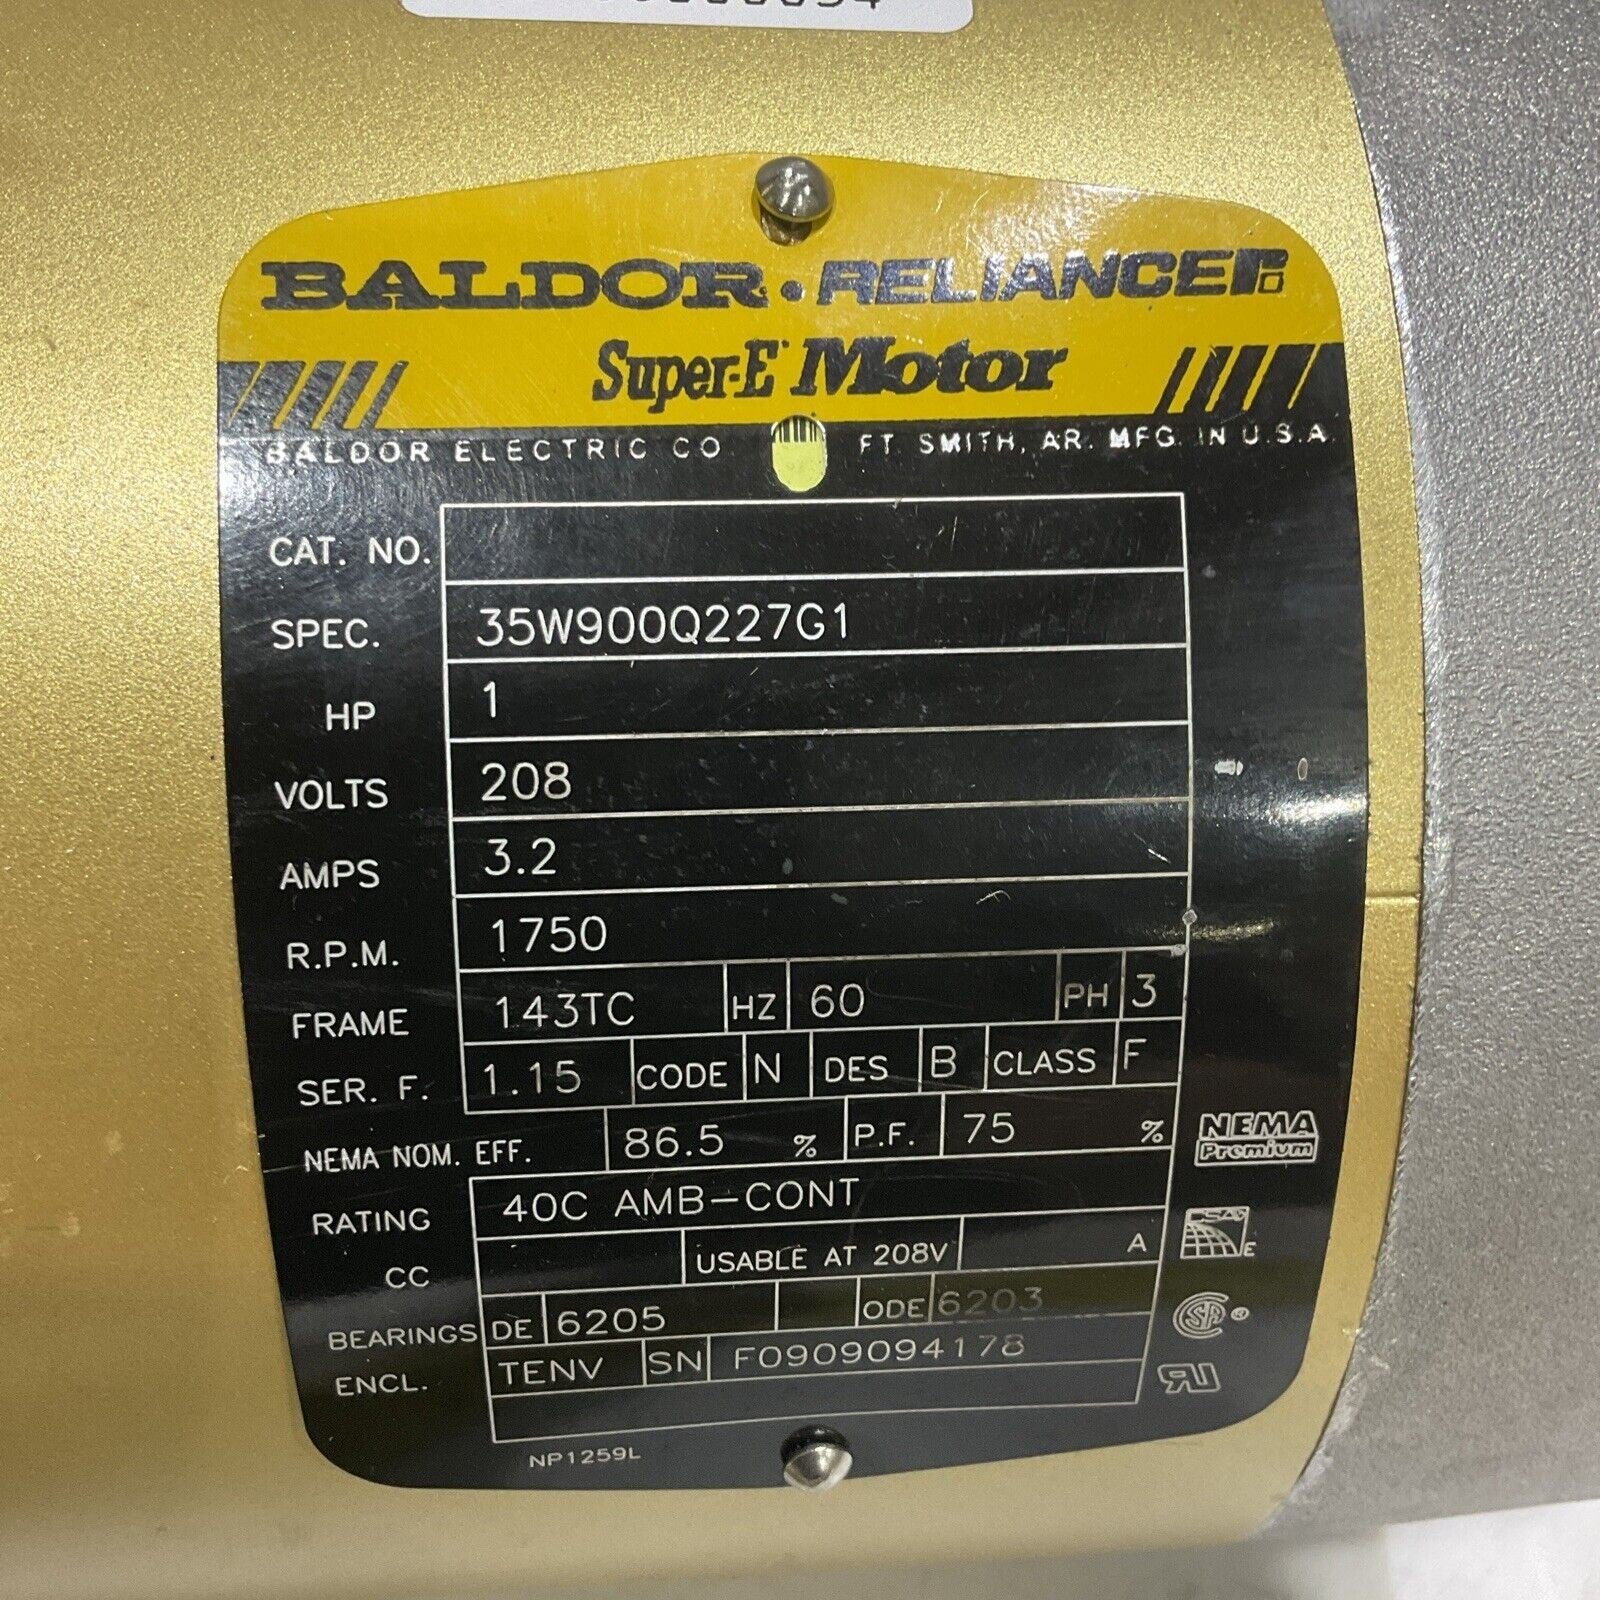 BALDOR • RELIANCE
Super-E Motor
BALDOR ELECTRIC CO FT. SMITH, AR. MFG. IN U.S.A.
CAT. NO.
SPEC. 35W900Q227G1
HP 1
VOLTS 208
AMPS 3.2
R.P.M. 1750
FRAME 143TC HZ 60 PH 3
SER. F. 1.15 CODE N DES B CLASS F
NEMA NOM. EFF. 86.5 % P.F. 75 %
NEMA
Premium
RATING 40C AMB-CONT
CC USABLE AT 208V A
E
BEARINGS DE 6205 ODE 6203
ENCL. TENV SN F0909094178
NP1259L